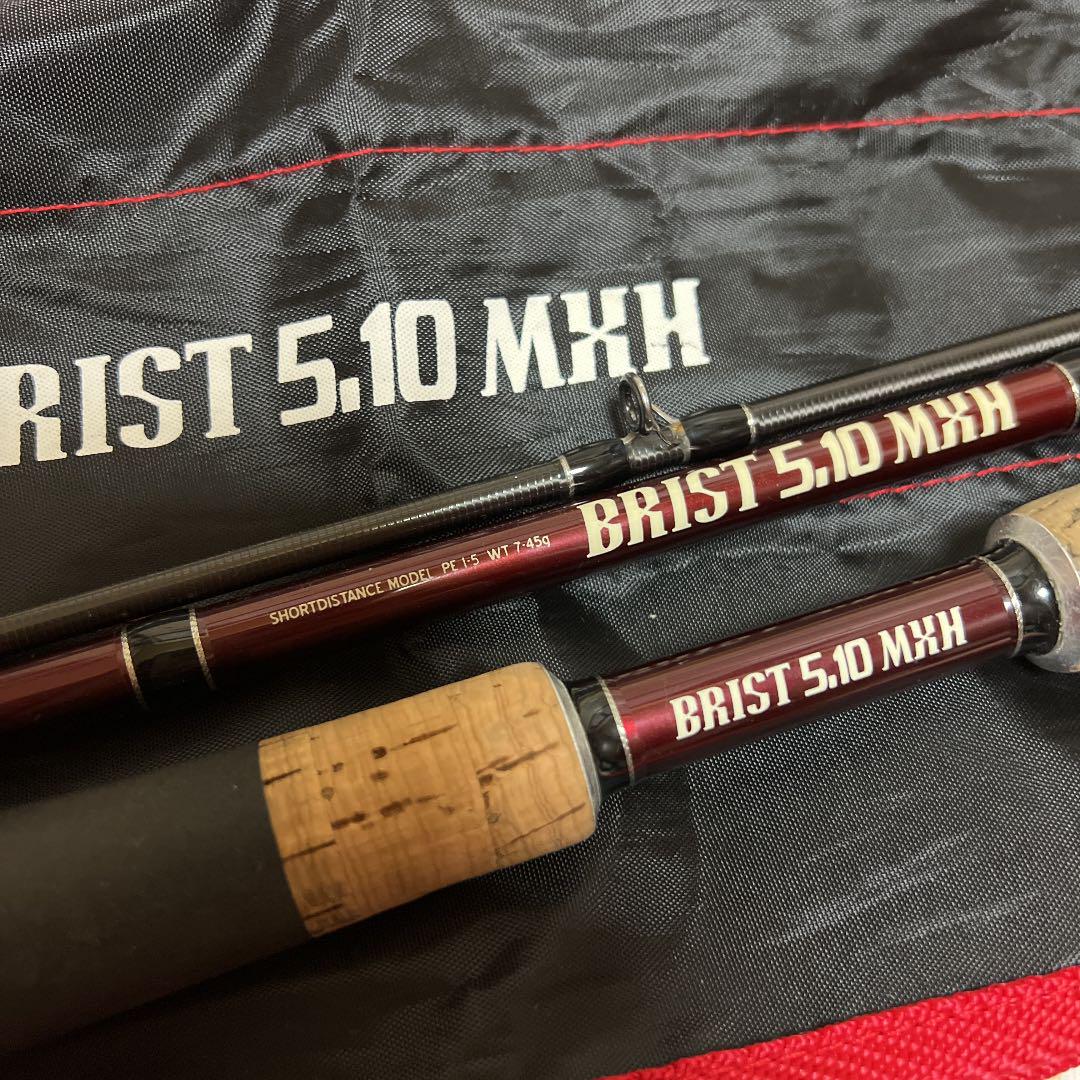 RIST 5.10 MXH
BRIST 5.10 MXH
SHORTDISTANCE MODEL PE 1-5 WT 7-45g
BRIST 5.10 MXH